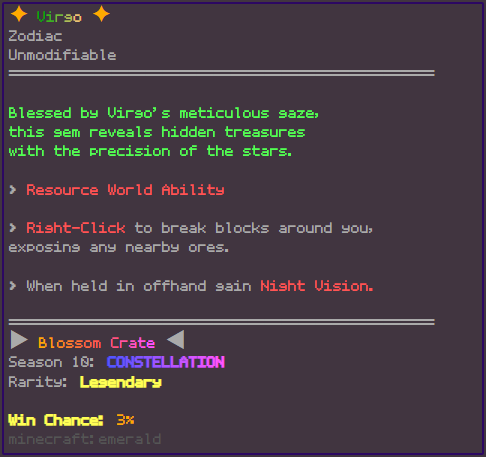 ✦ Virgo ✦
Zodiac
Unmodifiable
Blessed by Virgo's meticulous gaze,
this gem reveals hidden treasures
with the precision of the stars.
> Resource World Ability
> Right-Click to break blocks around you,
exposing any nearby ores.
> When held in offhand gain Night Vision.
▶ Blossom Crate ◀
Season 10: CONSTELLATION
Rarity: Legendary
Win Chance: 3%
minecraft:emerald